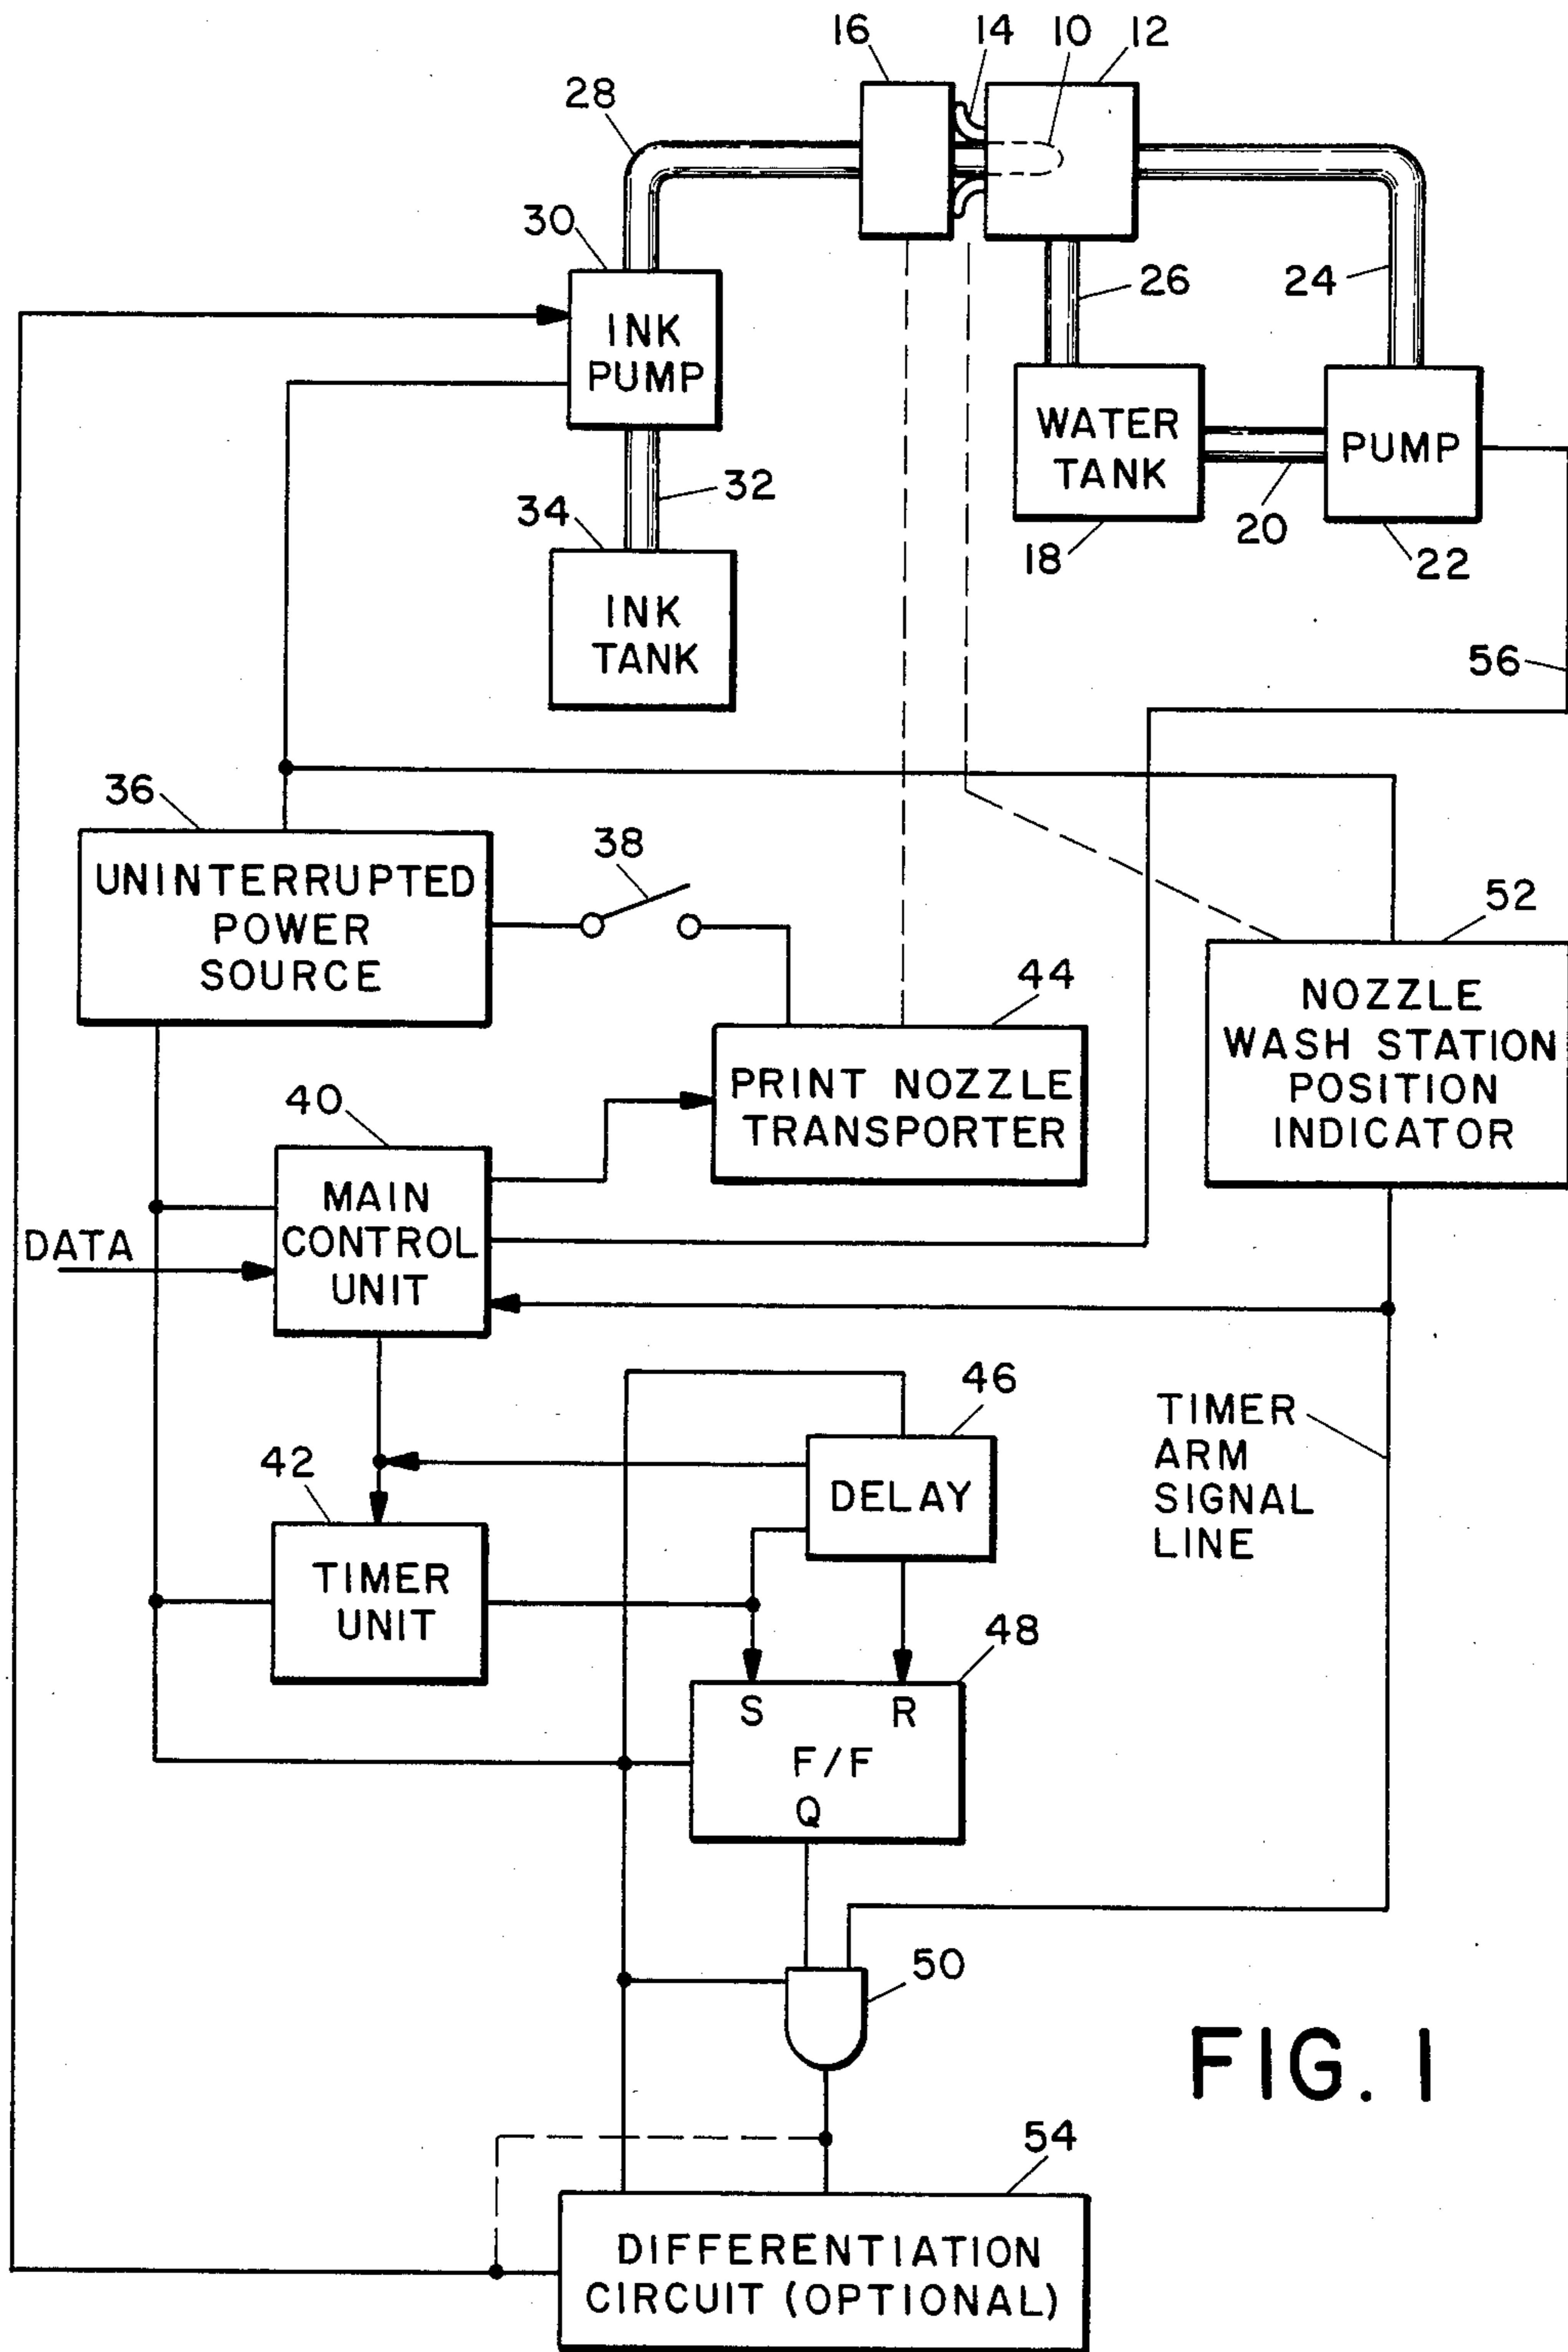 16 14 10 12
28
30
INK
PUMP
26
24
WATER
TANK
PUMP
32
34
18
20
22
INK
TANK
56
36
38
52
UNINTERRUPTED
POWER
SOURCE
44
NOZZLE
WASH STATION
POSITION
INDICATOR
PRINT NOZZLE
TRANSPORTER
40
MAIN
CONTROL
UNIT
DATA
46
TIMER
ARM
SIGNAL
LINE
42
DELAY
TIMER
UNIT
48
S R
F/F
Q
50
FIG. 1
54
DIFFERENTIATION
CIRCUIT (OPTIONAL)